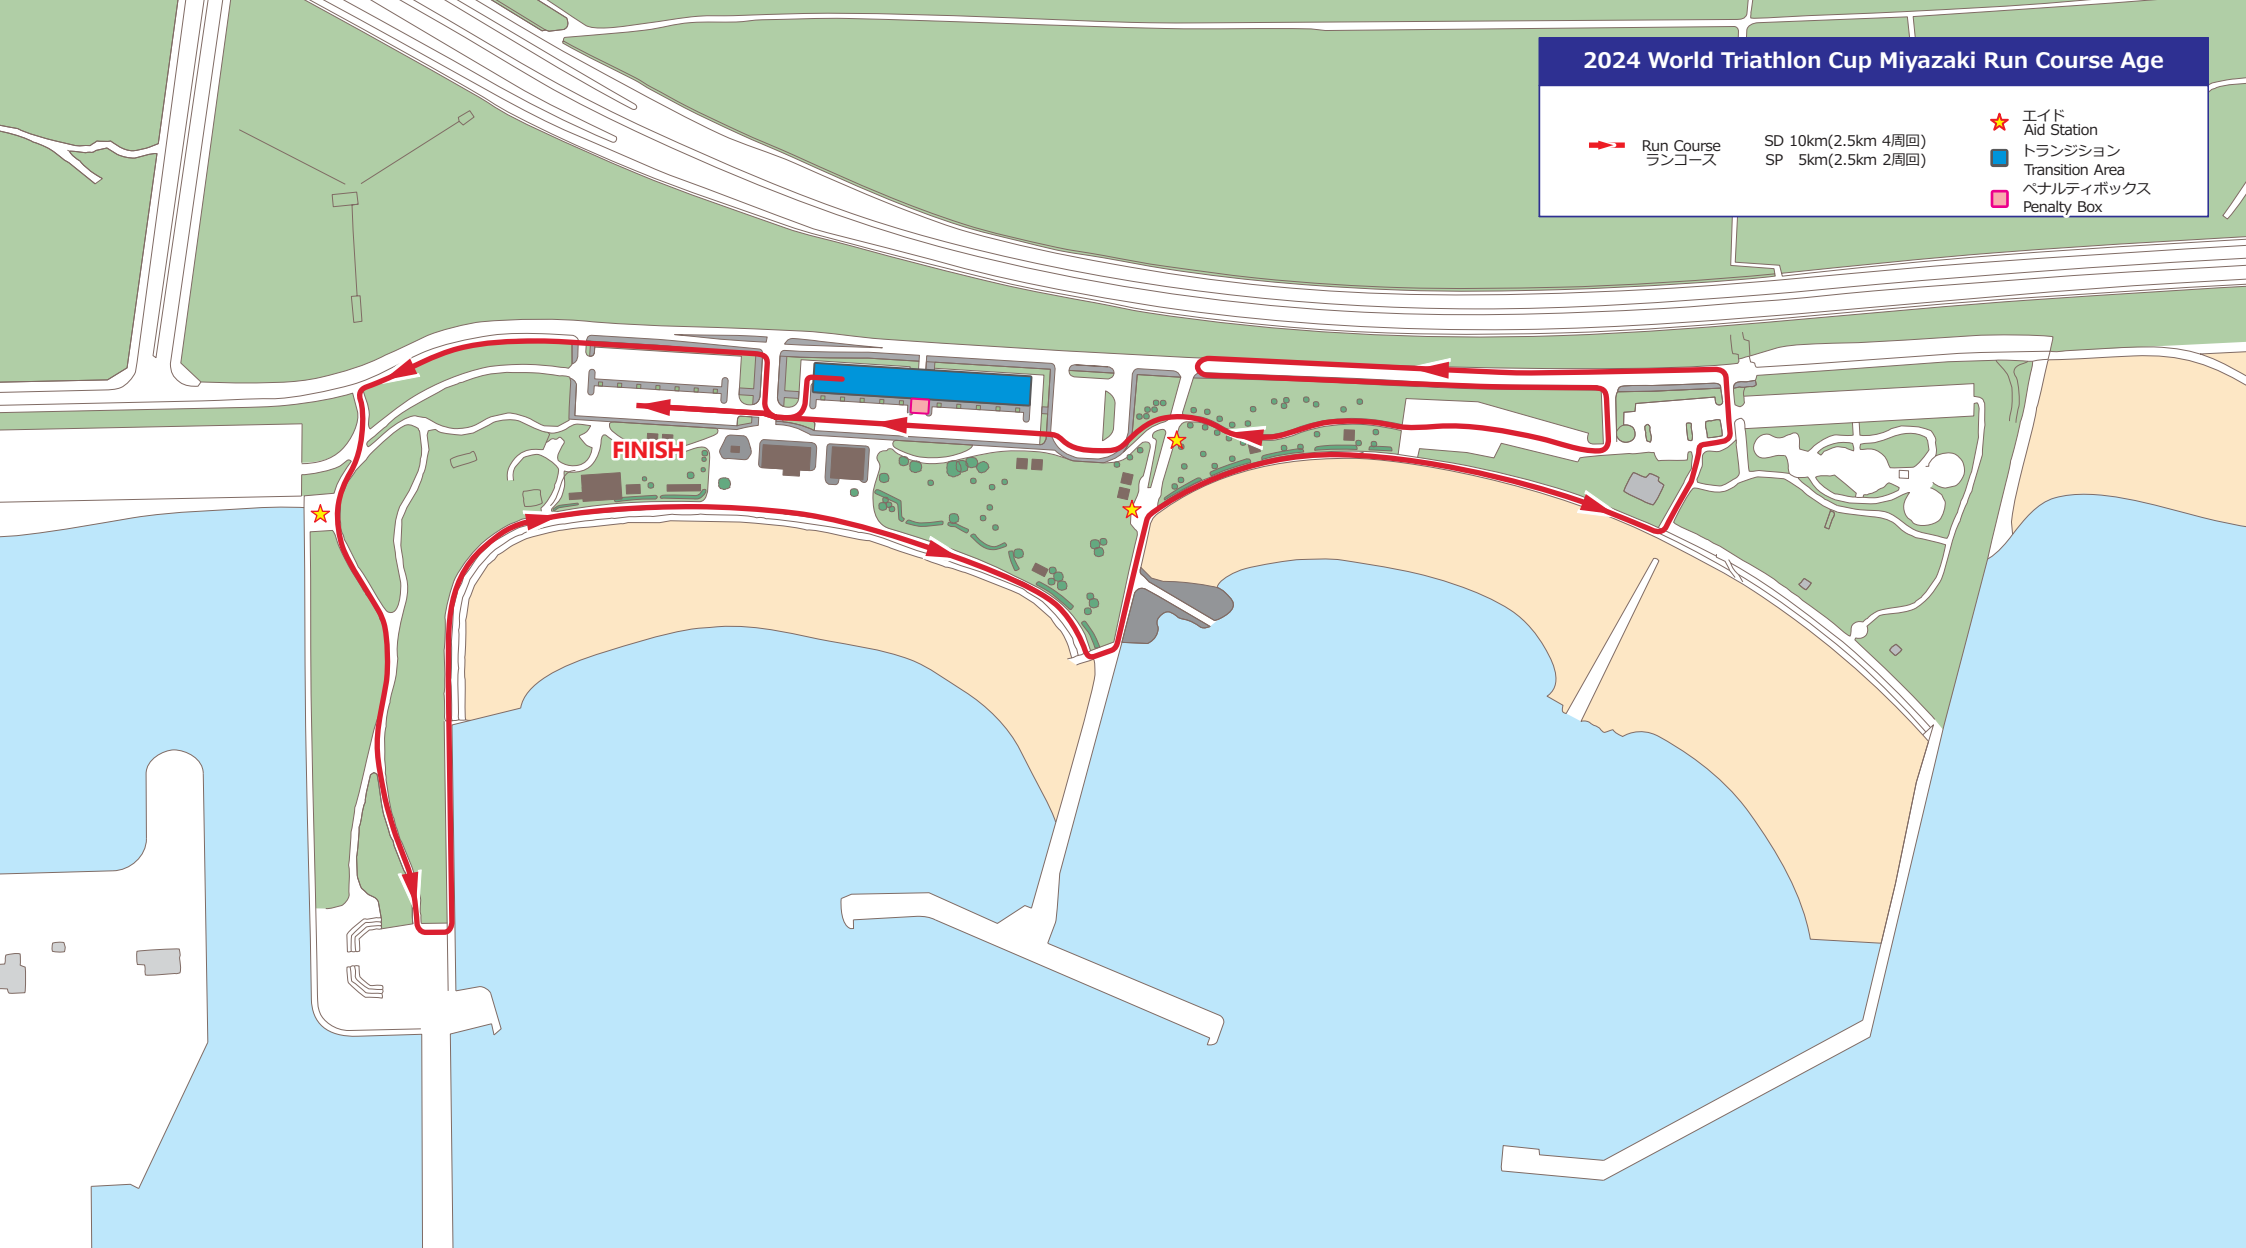 2024 World Triathlon Cup Miyazaki Run Course Age
Run Course
ランコース
SD 10km(2.5km 4周回)
SP 5km(2.5km 2周回)
エイド
Aid Station
トランジション
Transition Area
ペナルティボックス
Penalty Box
FINISH